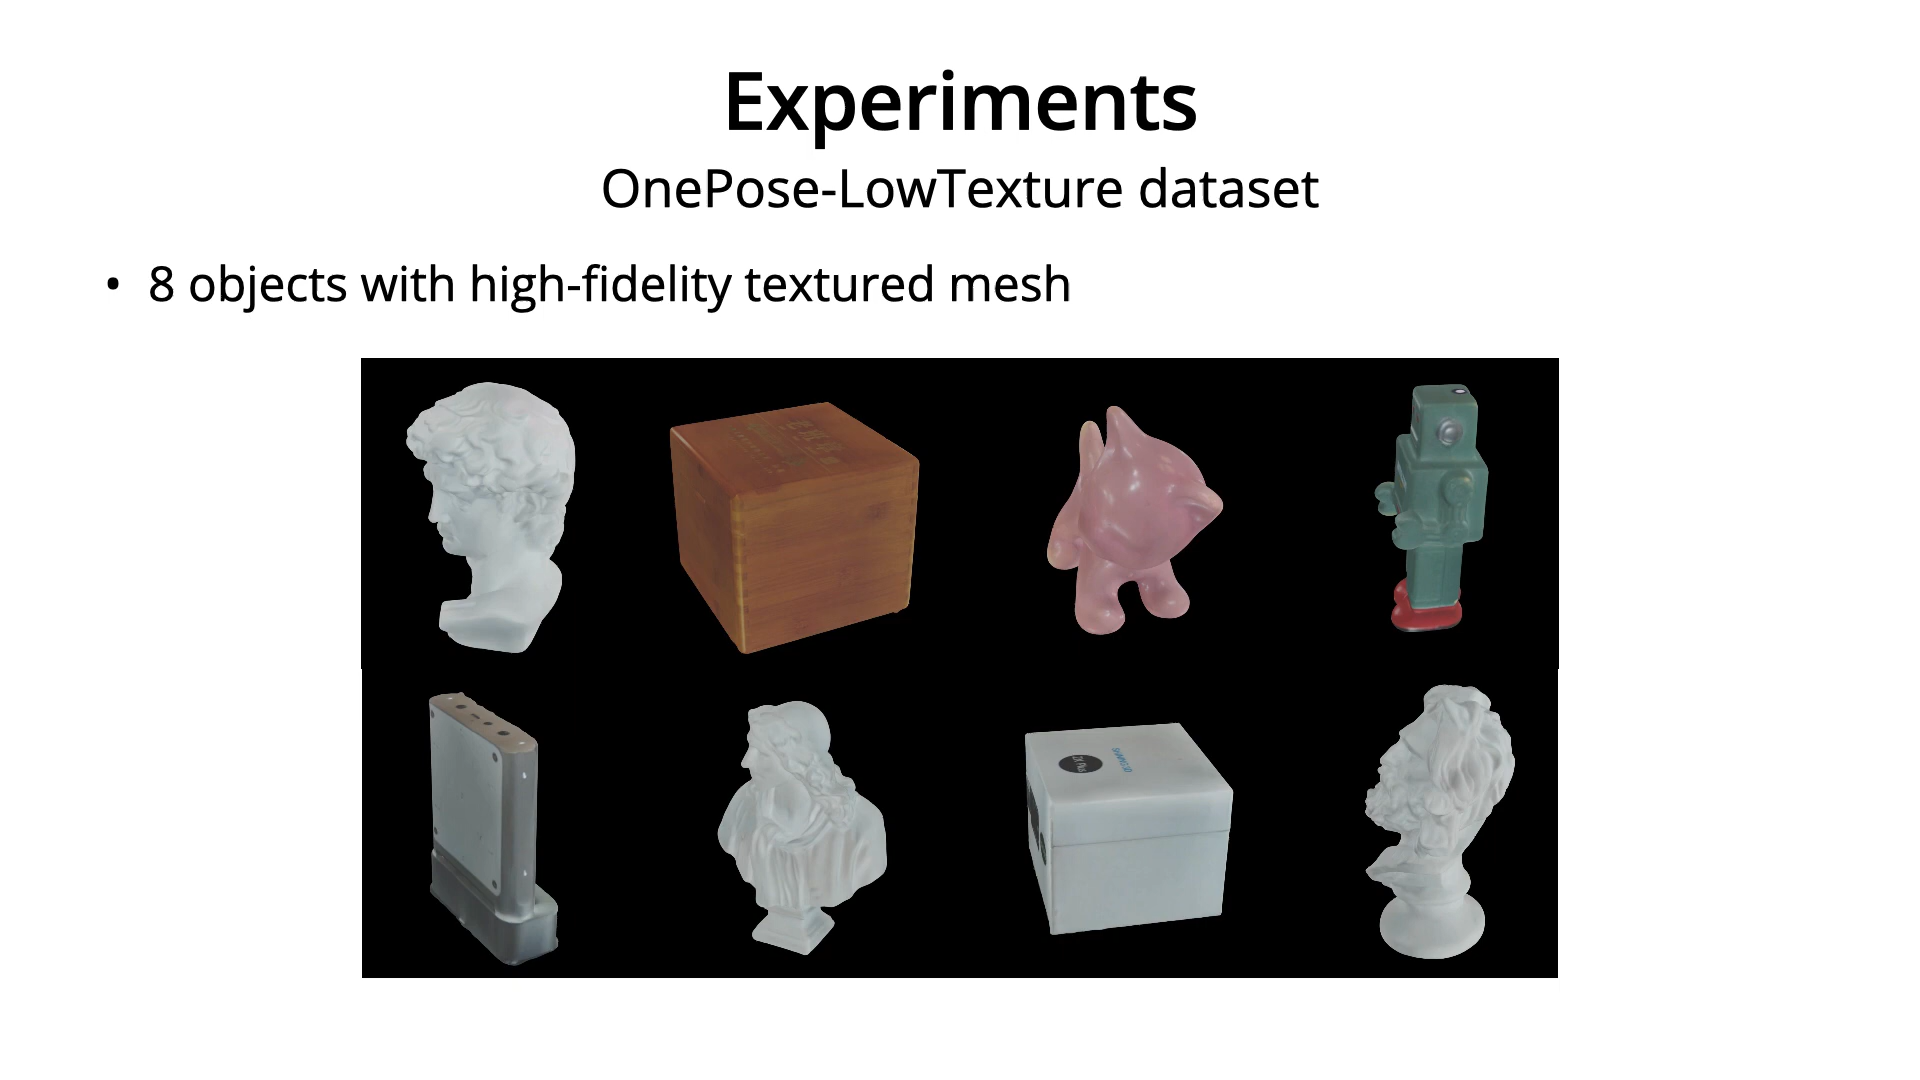 Experiments
OnePose-LowTexture dataset
• 8 objects with high-fidelity textured mesh